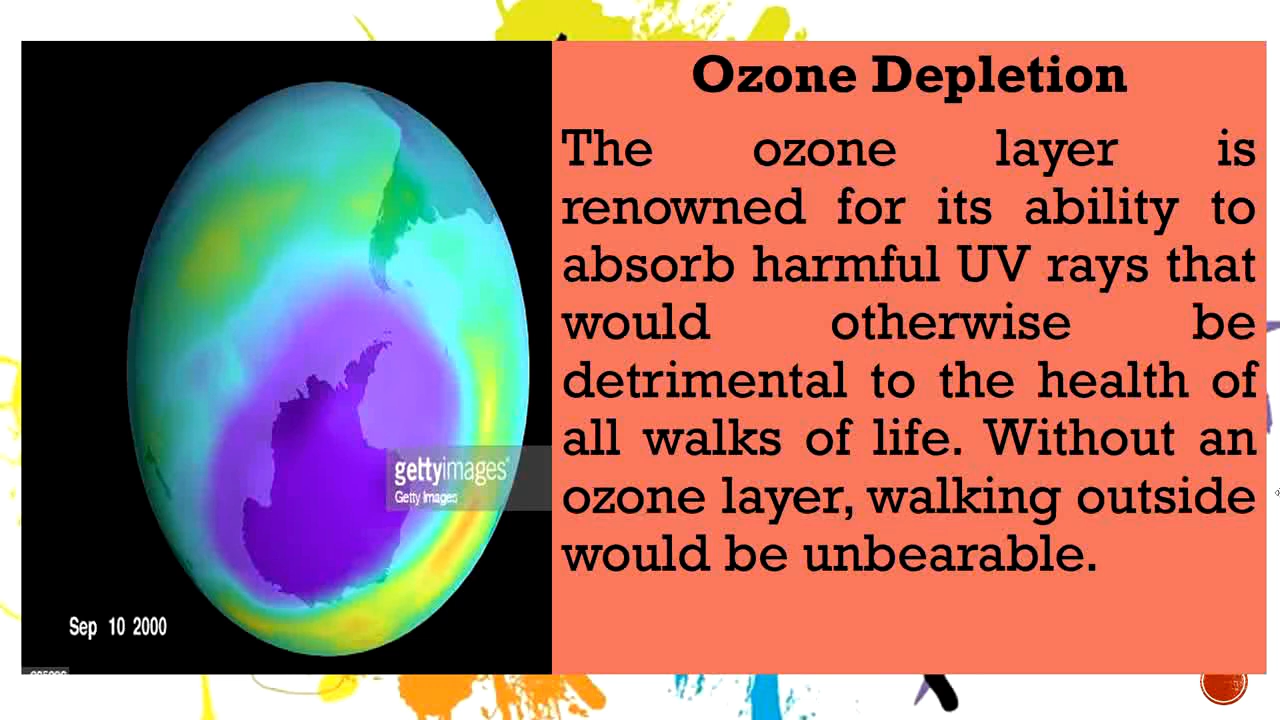 Ozone Depletion
The ozone layer is
renowned for its ability to
absorb harmful UV rays that
would otherwise be
detrimental to the health of
all walks of life. Without an
ozone layer, walking outside
would be unbearable.
gettyimages®
Getty Images
Sep 10 2000